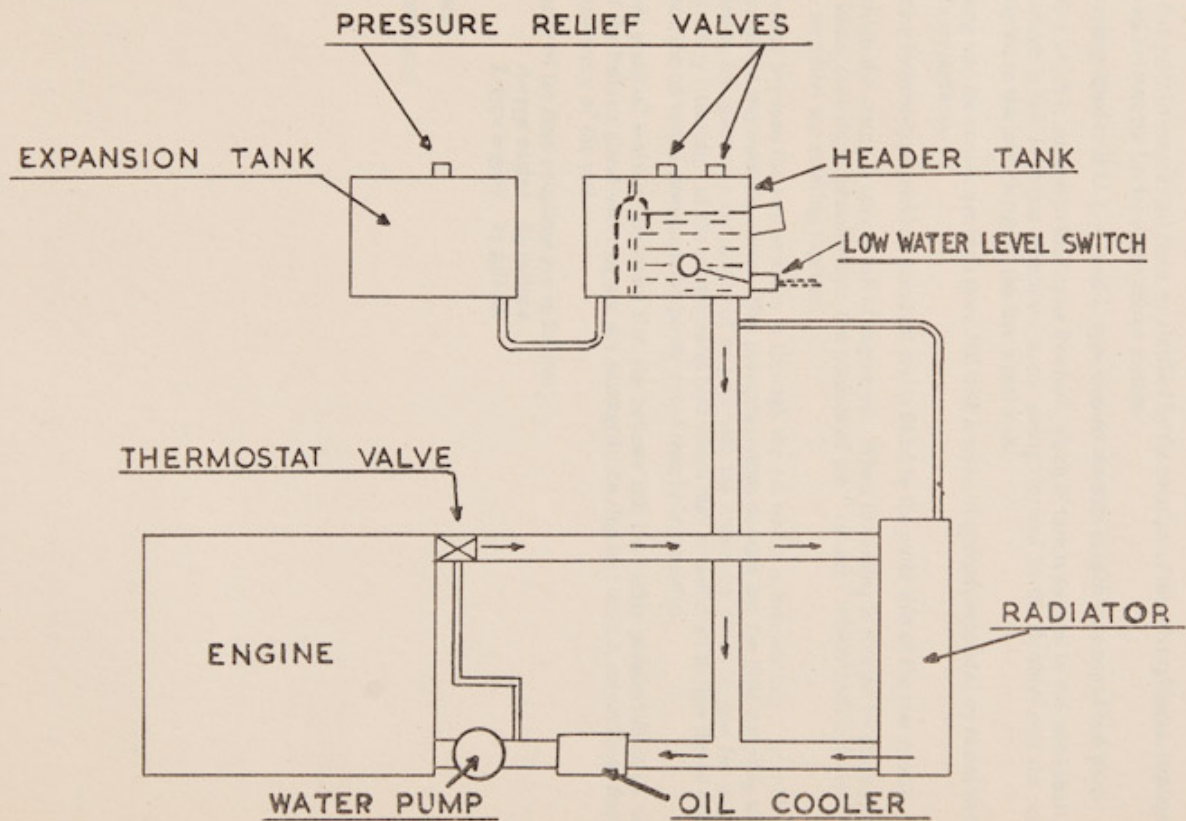 PRESSURE RELIEF VALVES
EXPANSION TANK
HEADER TANK
LOW WATER LEVEL SWITCH
THERMOSTAT VALVE
RADIATOR
ENGINE
WATER PUMP
OIL COOLER